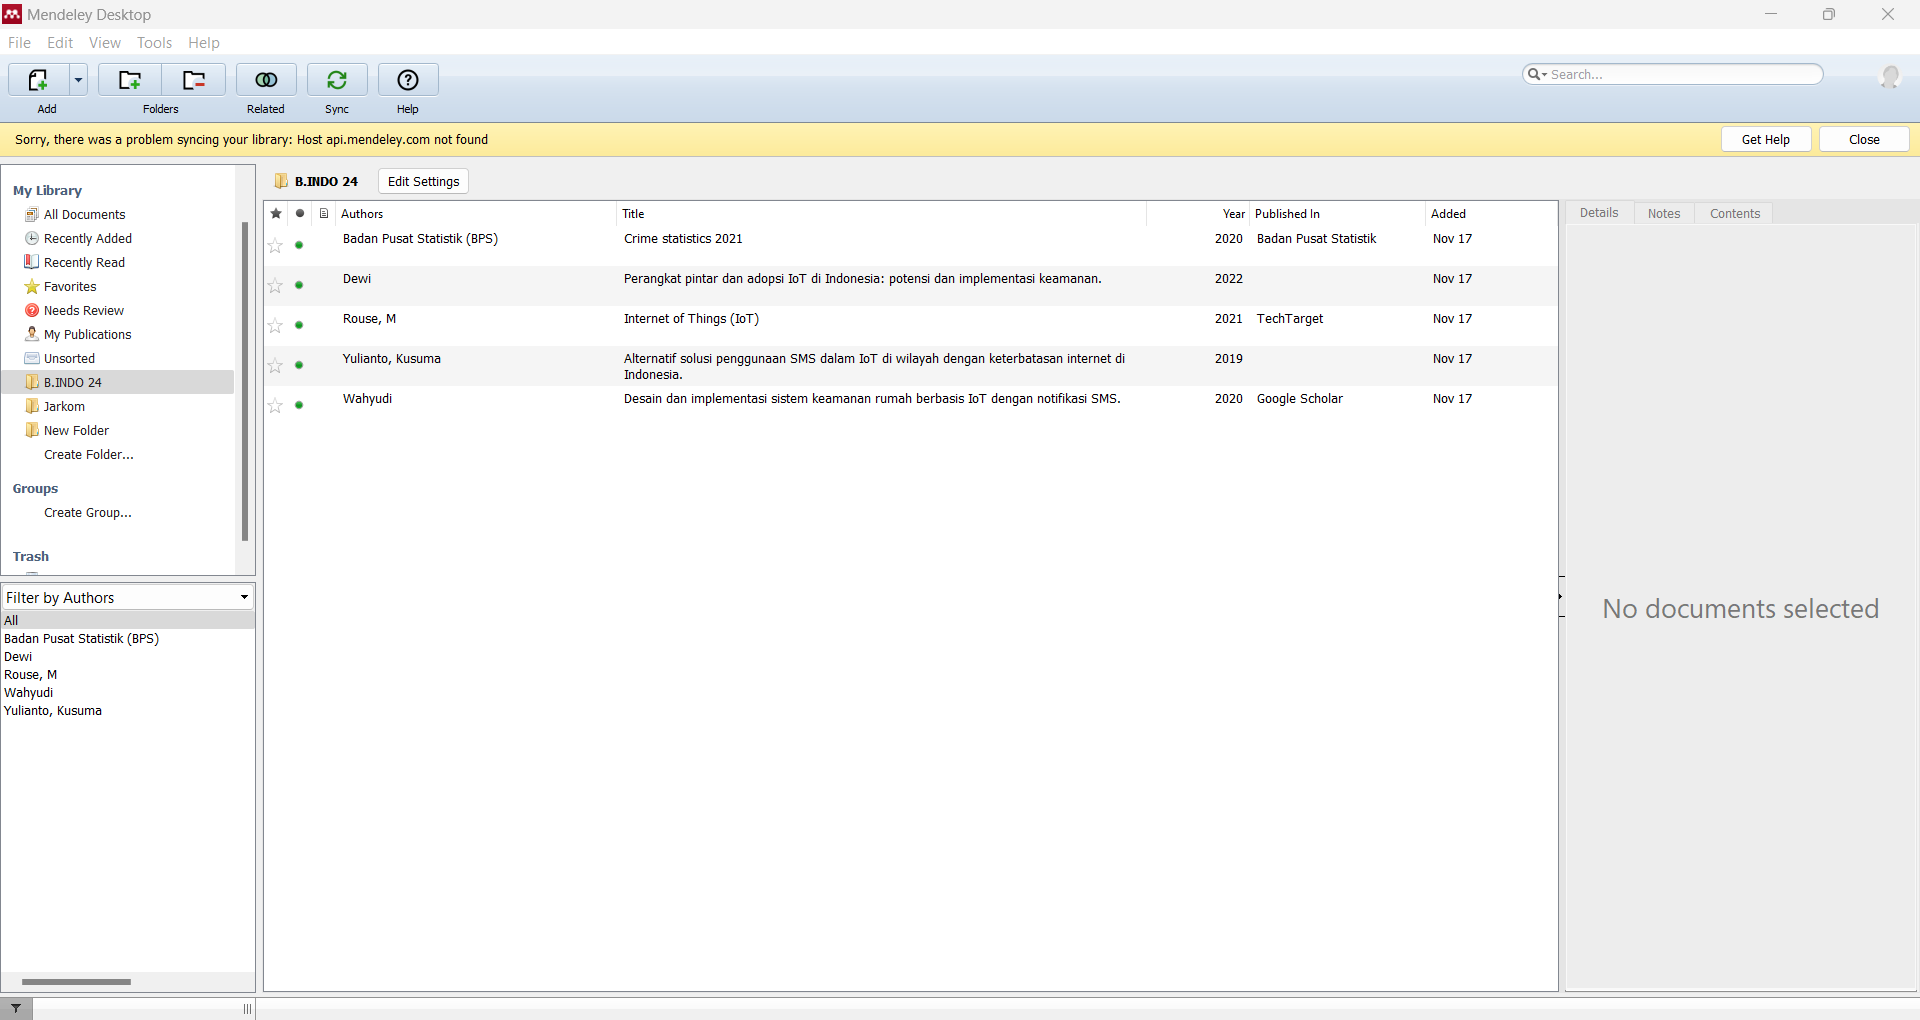 Mendeley Desktop
File Edit View Tools Help
Search...
Add Folders Related Sync Help
Sorry, there was a problem syncing your library: Host api.mendeley.com not found Get Help Close
My Library
All Documents
Recently Added
Recently Read
Favorites
Needs Review
My Publications
Unsorted
B.INDO 24
Jarkom
New Folder
Create Folder...
Groups
Create Group...
Trash
Filter by Authors
All
Badan Pusat Statistik (BPS)
Dewi
Rouse, M
Wahyudi
Yulianto, Kusuma
B.INDO 24 Edit Settings
Authors Title Year Published In Added
Badan Pusat Statistik (BPS) Crime statistics 2021 2020 Badan Pusat Statistik Nov 17
Dewi Perangkat pintar dan adopsi IoT di Indonesia: potensi dan implementasi keamanan. 2022 Nov 17
Rouse, M Internet of Things (IoT) 2021 TechTarget Nov 17
Yulianto, Kusuma Alternatif solusi penggunaan SMS dalam IoT di wilayah dengan keterbatasan internet di 2019 Nov 17
Indonesia.
Wahyudi Desain dan implementasi sistem keamanan rumah berbasis IoT dengan notifikasi SMS. 2020 Google Scholar Nov 17
Details Notes Contents
No documents selected